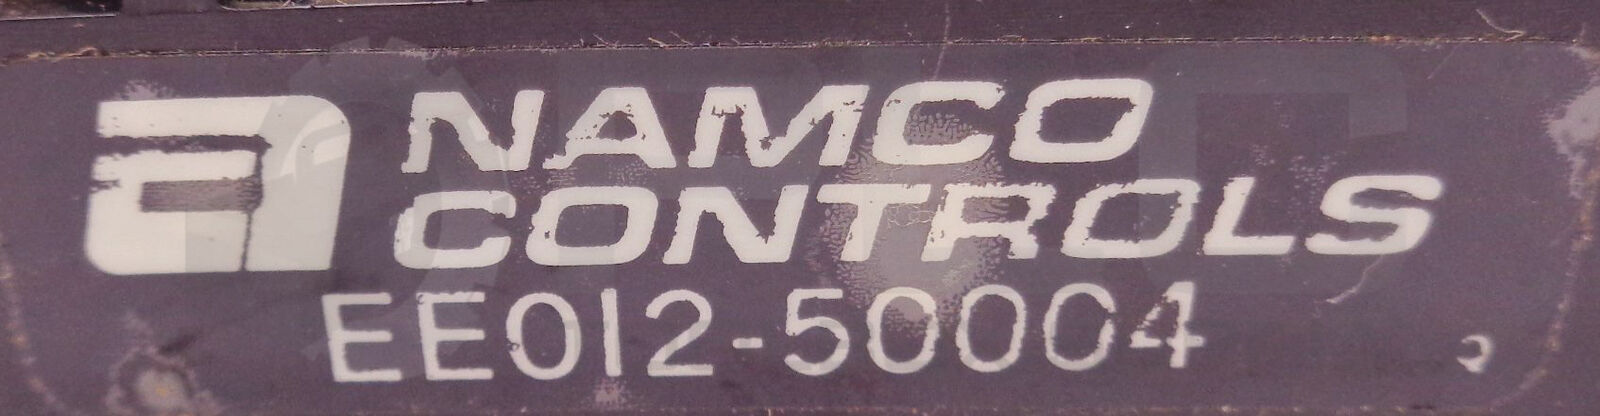 NAMCO
CONTROLS
EE012-50004